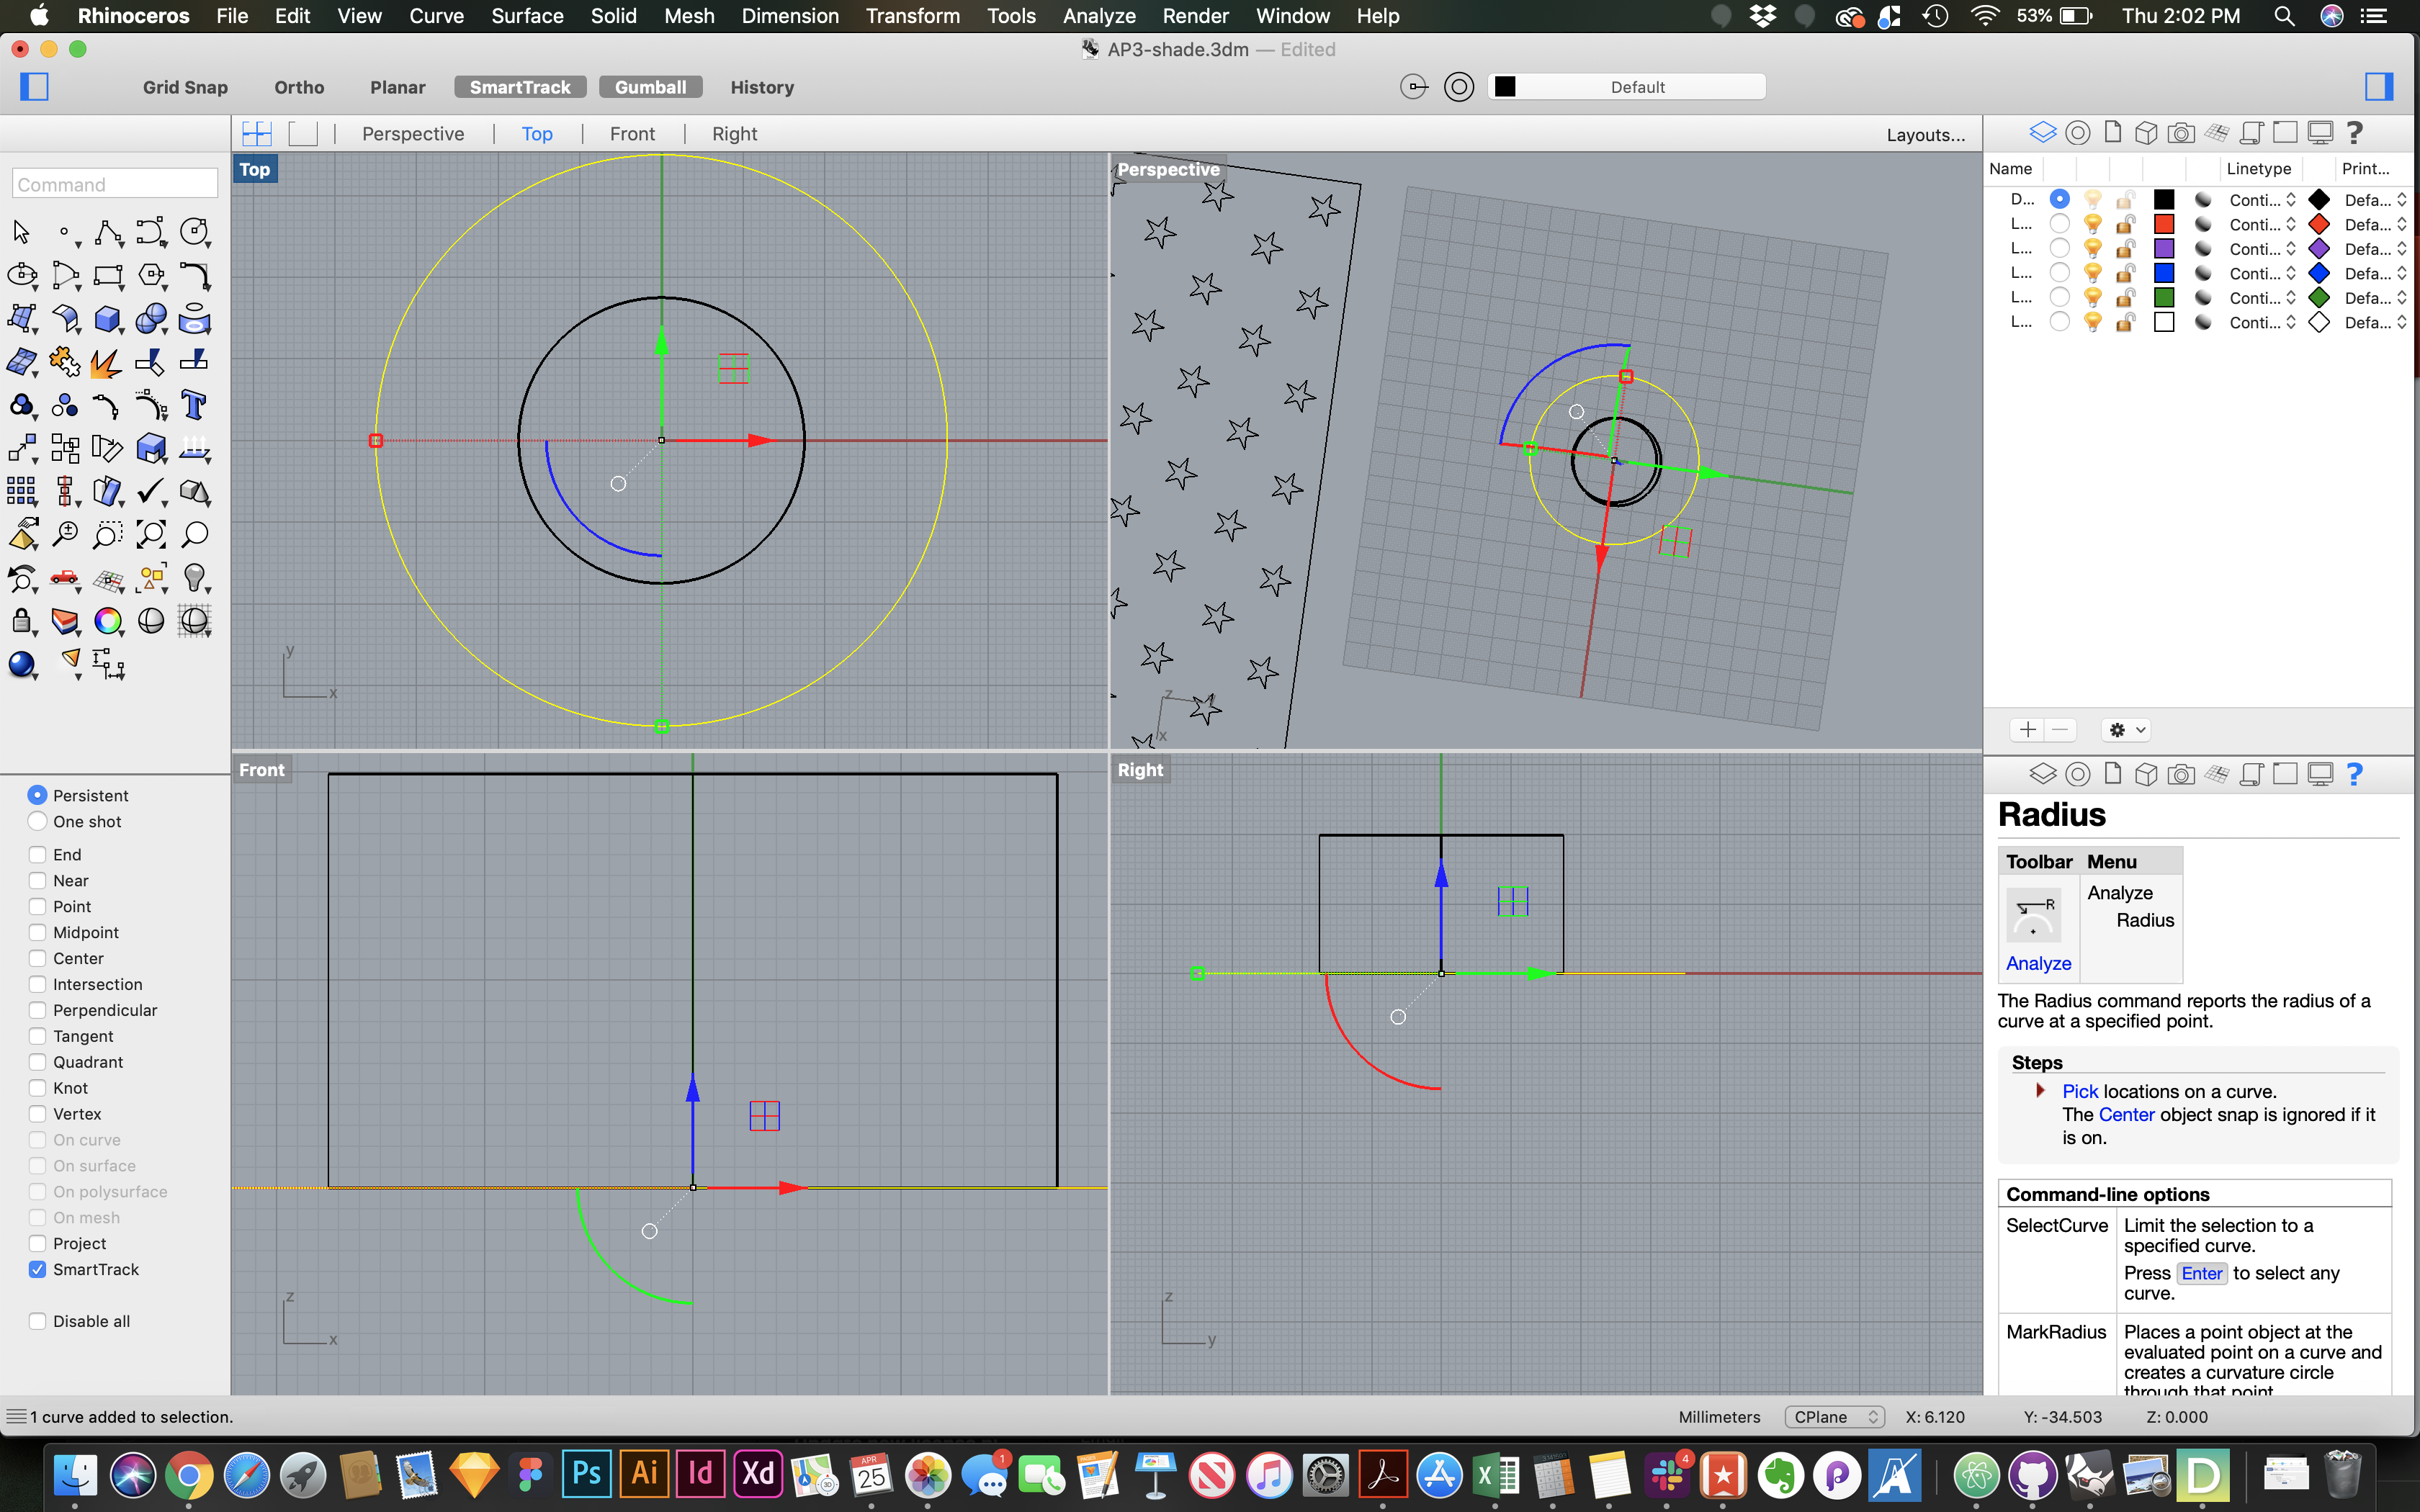 Rhinoceros File Edit View Curve Surface Solid Mesh Dimension Transform Tools Analyze Render Window Help 53% Thu 2:02 PM
AP3-shade.3dm — Edited
Grid Snap Ortho Planar SmartTrack Gumball History Default
Perspective Top Front Right Layouts...
Command
Top
y
x
Perspective
z
x
Front
z
x
Right
z
y
Name Linetype Print...
D... Conti... Defa...
L... Conti... Defa...
L... Conti... Defa...
L... Conti... Defa...
L... Conti... Defa...
L... Conti... Defa...
Persistent
One shot
End
Near
Point
Midpoint
Center
Intersection
Perpendicular
Tangent
Quadrant
Knot
Vertex
On curve
On surface
On polysurface
On mesh
Project
SmartTrack
Disable all
Radius
Toolbar Menu
R
Analyze
Analyze
Radius
The Radius command reports the radius of a
curve at a specified point.
Steps
Pick locations on a curve.
The Center object snap is ignored if it
is on.
Command-line options
SelectCurve Limit the selection to a
specified curve.
Press Enter to select any
curve.
MarkRadius Places a point object at the
evaluated point on a curve and
creates a curvature circle
through that point
1 curve added to selection. Millimeters CPlane X: 6.120 Y: -34.503 Z: 0.000
Ps Ai Id Xd APR 25 1 4 D